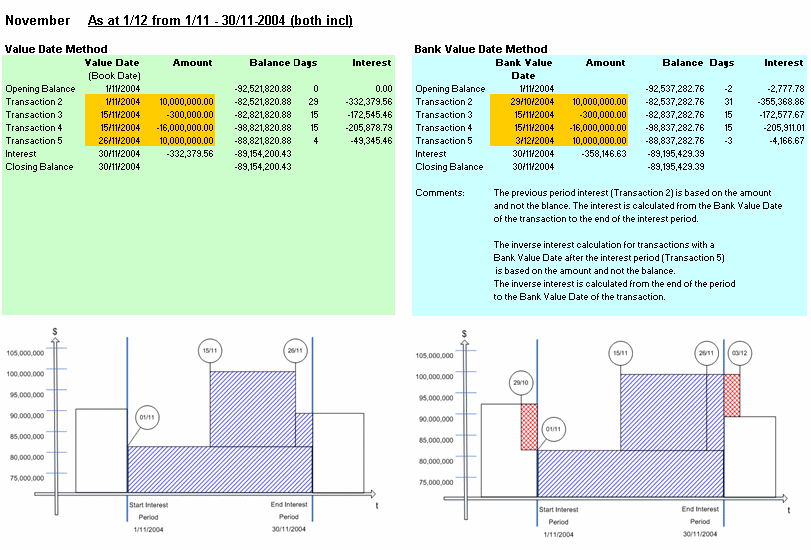 November As at 1/12 from 1/11 - 30/11-2004 (both incl)
Value Date Method
Value Date Amount Balance Days Interest
(Book Date)
Opening Balance 1/11/2004 -92,521,820.88 0 0.00
Transaction 2 1/11/2004 10,000,000.00 -82,521,820.88 29 -332,379.56
Transaction 3 15/11/2004 -300,000.00 -82,821,820.88 15 -172,545.46
Transaction 4 15/11/2004 -16,000,000.00 -98,821,820.88 15 -205,878.79
Transaction 5 26/11/2004 10,000,000.00 -88,821,820.88 4 -49,345.46
Interest 30/11/2004 -332,379.56 -89,154,200.43
Closing Balance 30/11/2004 -89,154,200.43
Bank Value Date Method
Bank Value Amount Balance Days Interest
Date
Opening Balance 1/11/2004 -92,537,282.76 -2 -2,777.78
Transaction 2 29/10/2004 10,000,000.00 -82,537,282.76 31 -355,368.86
Transaction 3 15/11/2004 -300,000.00 -82,837,282.76 15 -172,577.67
Transaction 4 15/11/2004 -16,000,000.00 -98,837,282.76 15 -205,911.01
Transaction 5 3/12/2004 10,000,000.00 -88,837,282.76 -3 -4,166.67
Interest 30/11/2004 -358,146.63 -89,195,429.39
Closing Balance 30/11/2004 -89,195,429.39
Comments: The previous period interest (Transaction 2) is based on the amount
and not the blance. The interest is calculated from the Bank Value Date
of the transaction to the end of the interest period.
The inverse interest calculation for transactions with a
Bank Value Date after the interest period (Transaction 5)
is based on the amount and not the balance.
The inverse interest is calculated from the end of the period
to the Bank Value Date of the transaction.
$
15/11 26/11
105,000,000
100,000,000
95,000,000
90,000,000
01/11
85,000,000
80,000,000
75,000,000
t
Start Interest End Interest
Period Period
1/11/2004 30/11/2004
$
15/11 26/11 03/12
105,000,000
100,000,000
29/10
95,000,000
90,000,000
01/11
85,000,000
80,000,000
75,000,000
t
Start Interest End Interest
Period Period
1/11/2004 30/11/2004